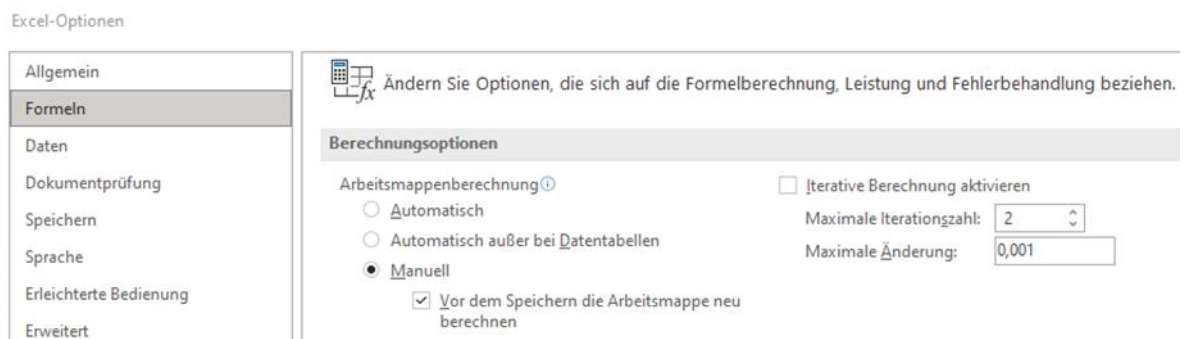 Excel-Optionen
Allgemein
Formeln
Daten
Dokumentprüfung
Speichern
Sprache
Erleichterte Bedienung
Erweitert
fx Ändern Sie Optionen, die sich auf die Formelberechnung, Leistung und Fehlerbehandlung beziehen.
Berechnungsoptionen
Arbeitsmappenberechnung
Automatisch
Automatisch außer bei Datentabellen
Manuell
Vor dem Speichern die Arbeitsmappe neu
berechnen
Iterative Berechnung aktivieren
Maximale Iterationszahl: 2
Maximale Änderung: 0,001